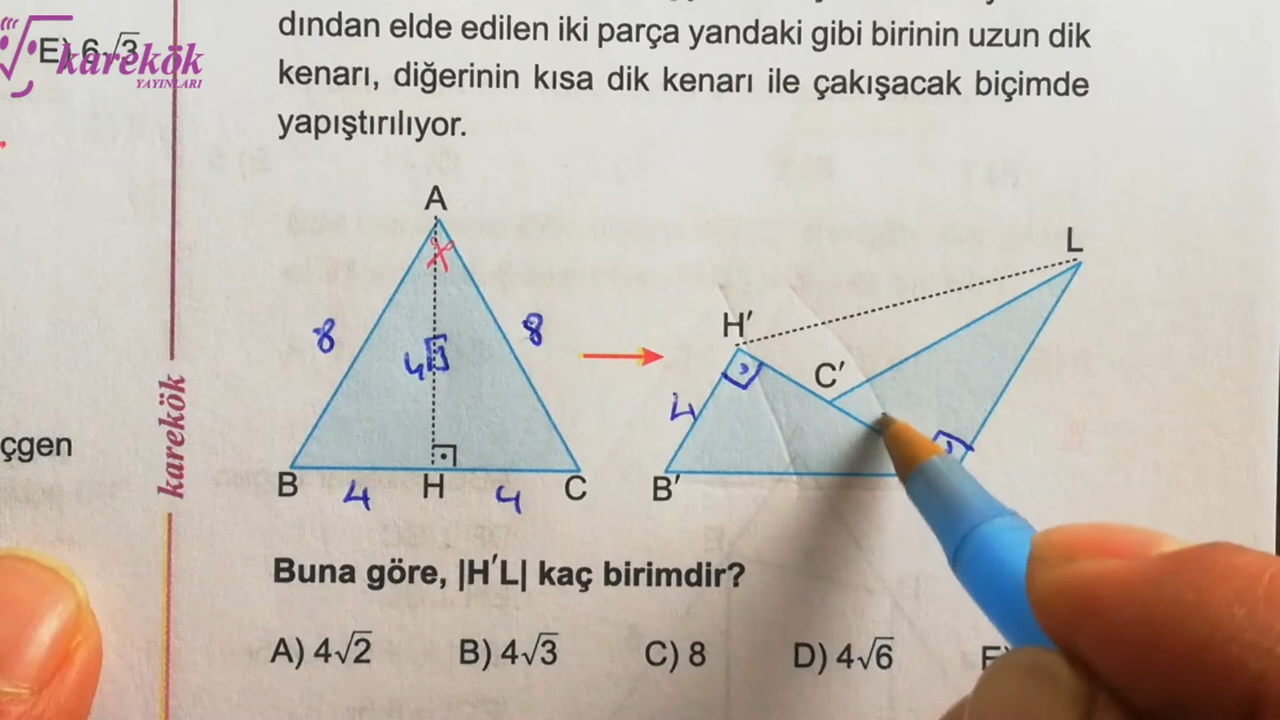 E) 6√3
karekök
YAYINLARI
dından elde edilen iki parça yandaki gibi birinin uzun dik
kenarı, diğerinin kısa dik kenarı ile çakışacak biçimde
yapıştırılıyor.
A
8
8
4√3
B
H
C
4
4
H′
C′
L
4
B′
karekök
çgen
Buna göre, |H′L| kaç birimdir?
A) 4√2 B) 4√3 C) 8 D) 4√6